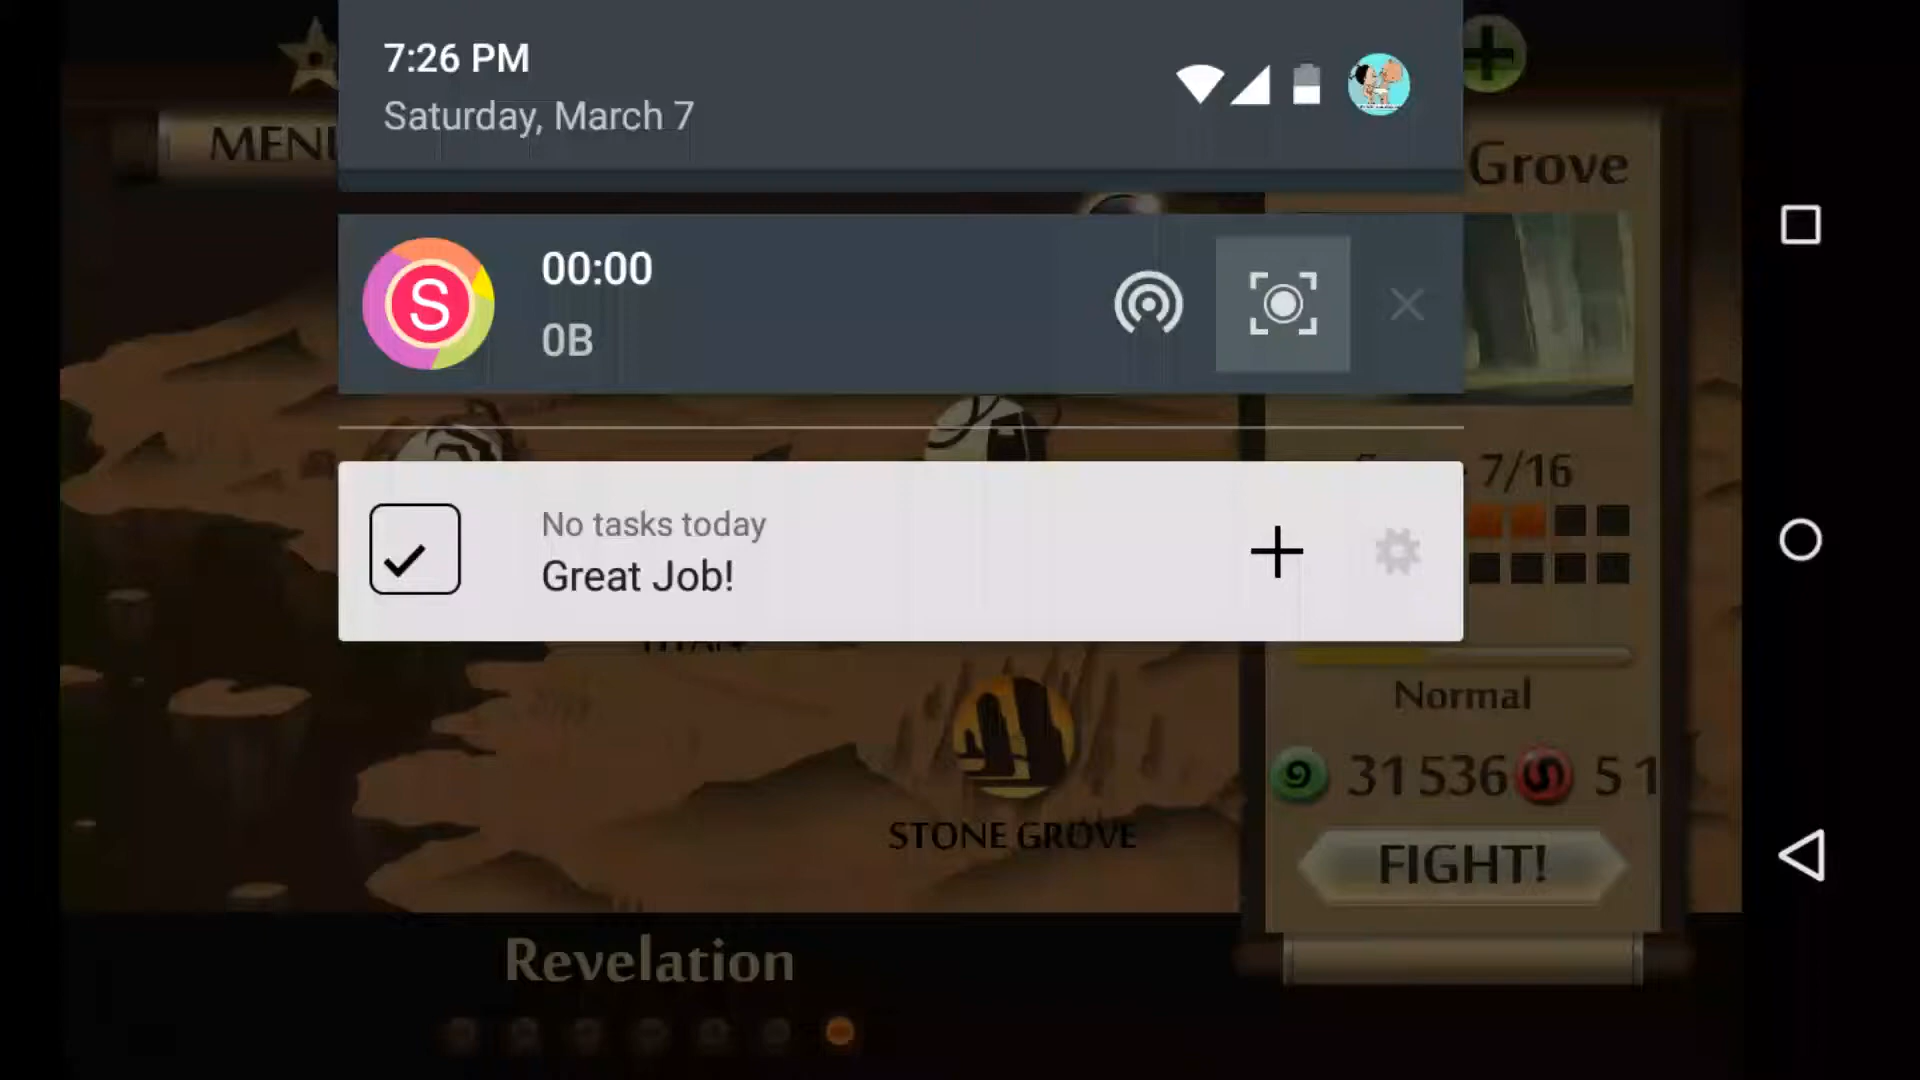 7:26 PM
Saturday, March 7
MENU
Grove
S
00:00
0B
7/16
No tasks today
Great Job!
Normal
31536 51
STONE GROVE
FIGHT!
Revelation